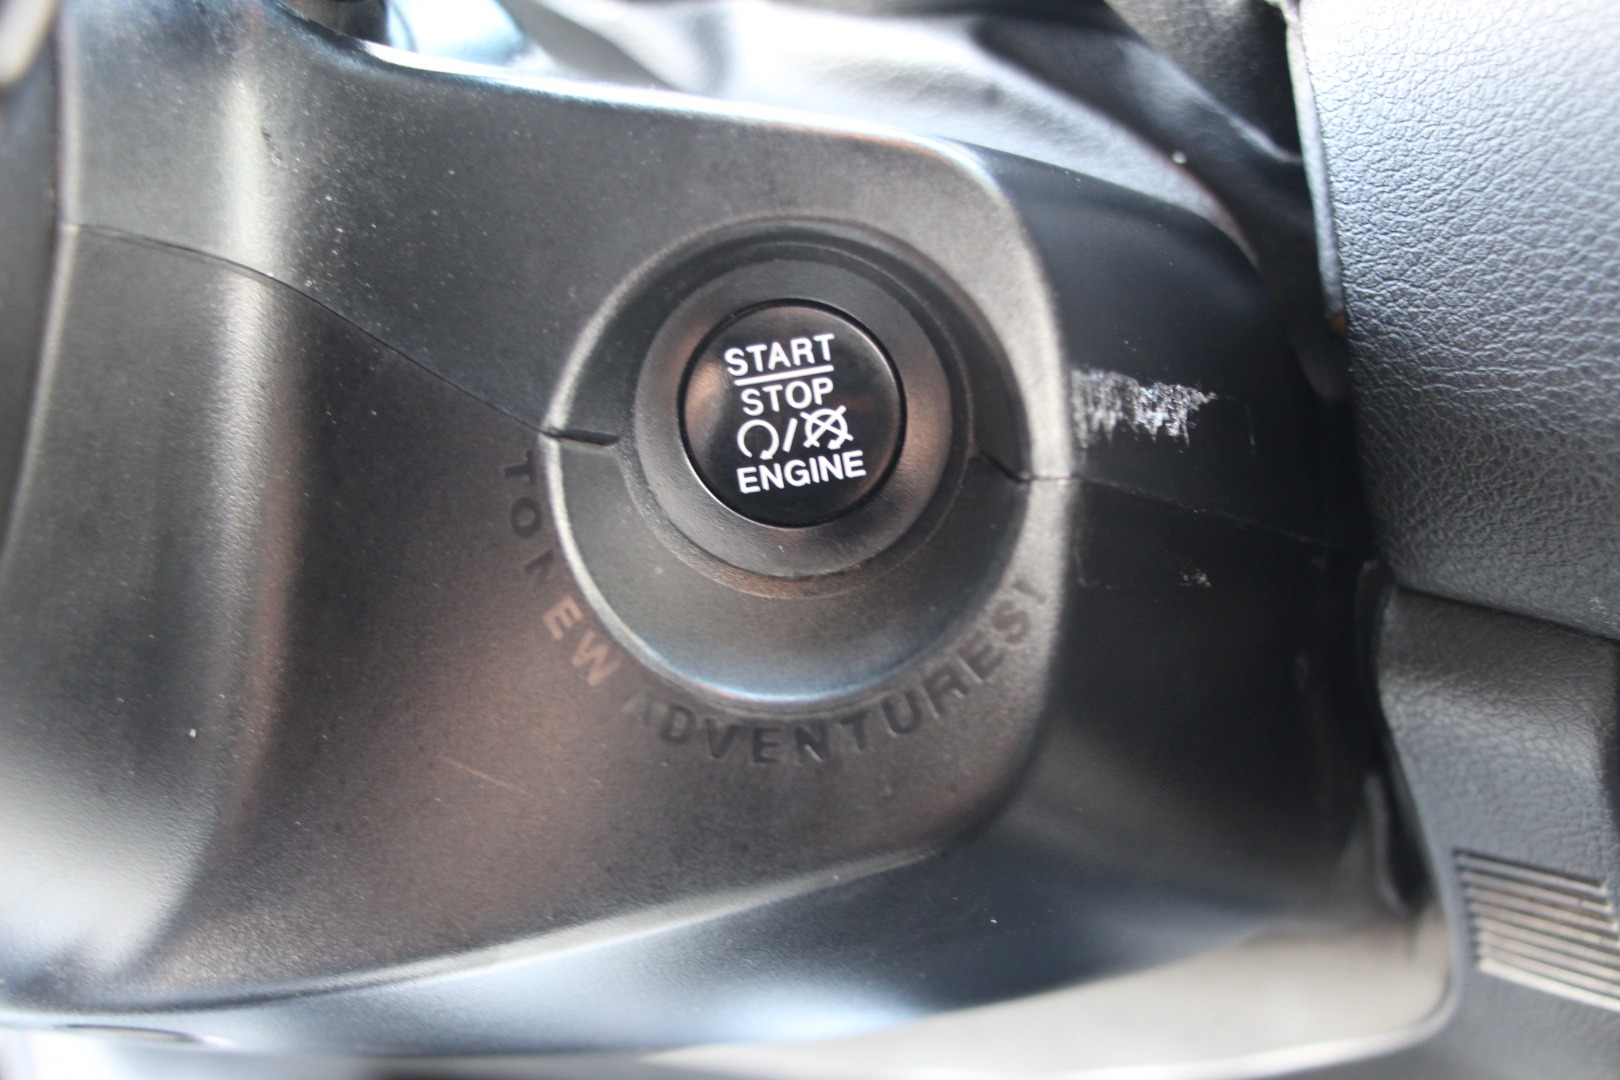 START
STOP
/
ENGINE
TO NEW ADVENTURES!